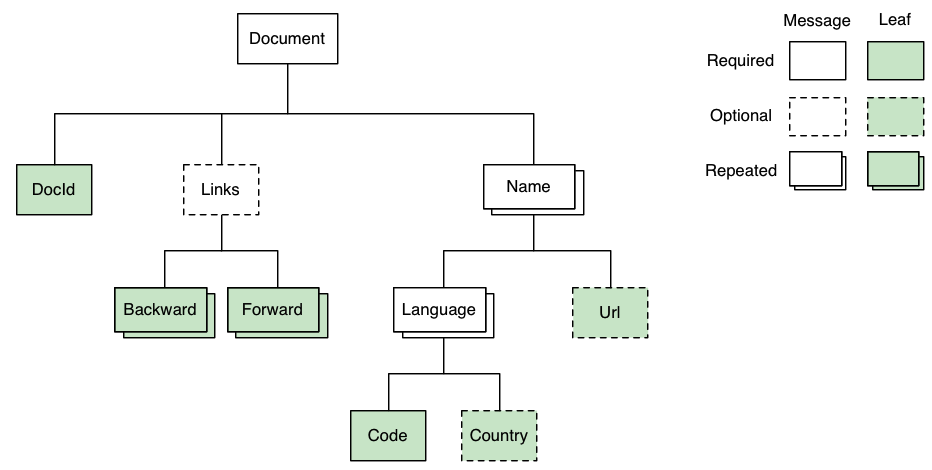 Message Leaf
Document
Required
Optional
Repeated
DocId Links Name
Backward Forward Language Url
Code Country